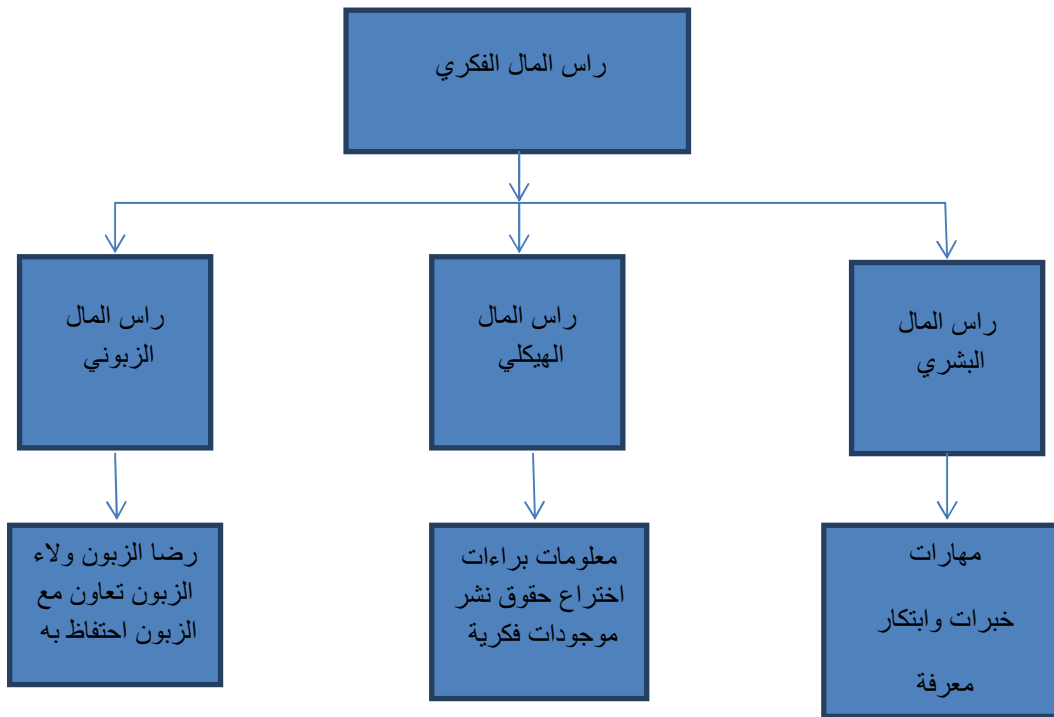 راس المال الفكري
راس المال
البشري
راس المال
الهيكلي
راس المال
الزبوني
مهارات
خبرات وابتكار
معرفة
معلومات براءات
اختراع حقوق نشر
موجودات فكرية
رضا الزبون ولاء
الزبون تعاون مع
الزبون احتفاظ به